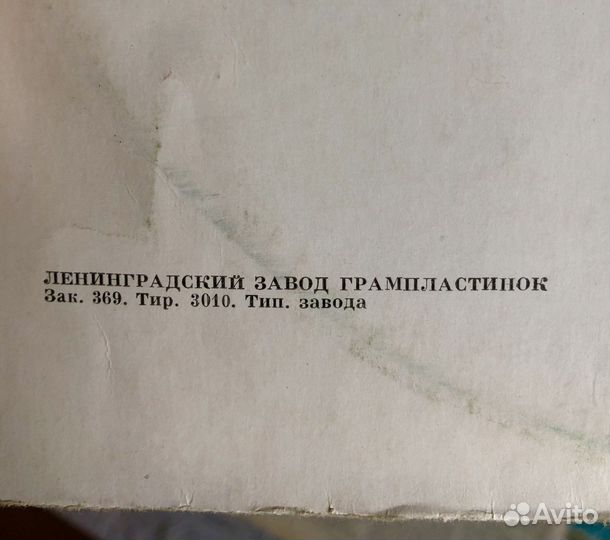 ЛЕНИНГРАДСКИЙ ЗАВОД ГРАМПЛАСТИНОК
Зак. 369. Тир. 3010. Тип. завода
Avito